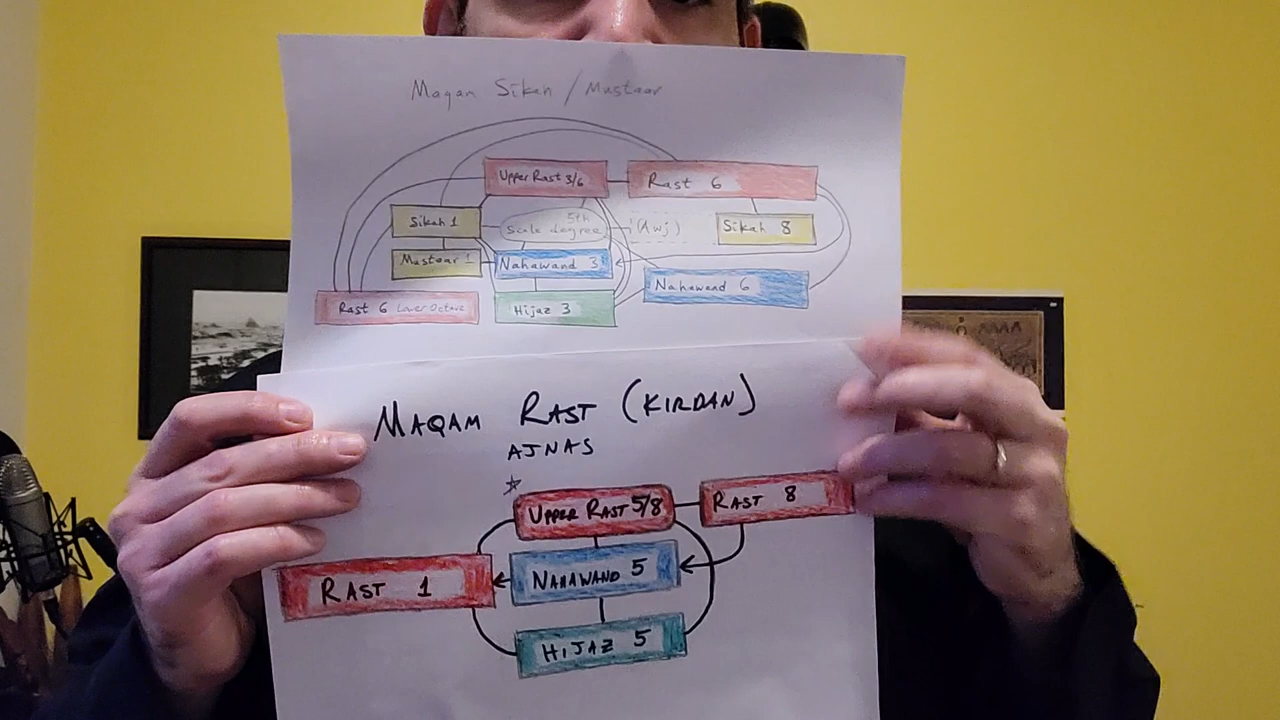 Maqam Sikah / Mustaar
Upper Rast 3/6
Rast 6
Sikah 1
5th
scale degree
(Awj)
Sikah 8
Mustaar 1
Nahawand 3
Nahawand 6
Rast 6 Lower Octave
Hijaz 3
MAQAM RAST (KIRDAN)
AJNAS
UPPER RAST 5/8
RAST 8
NAHAWAND 5
RAST 1
HIJAZ 5